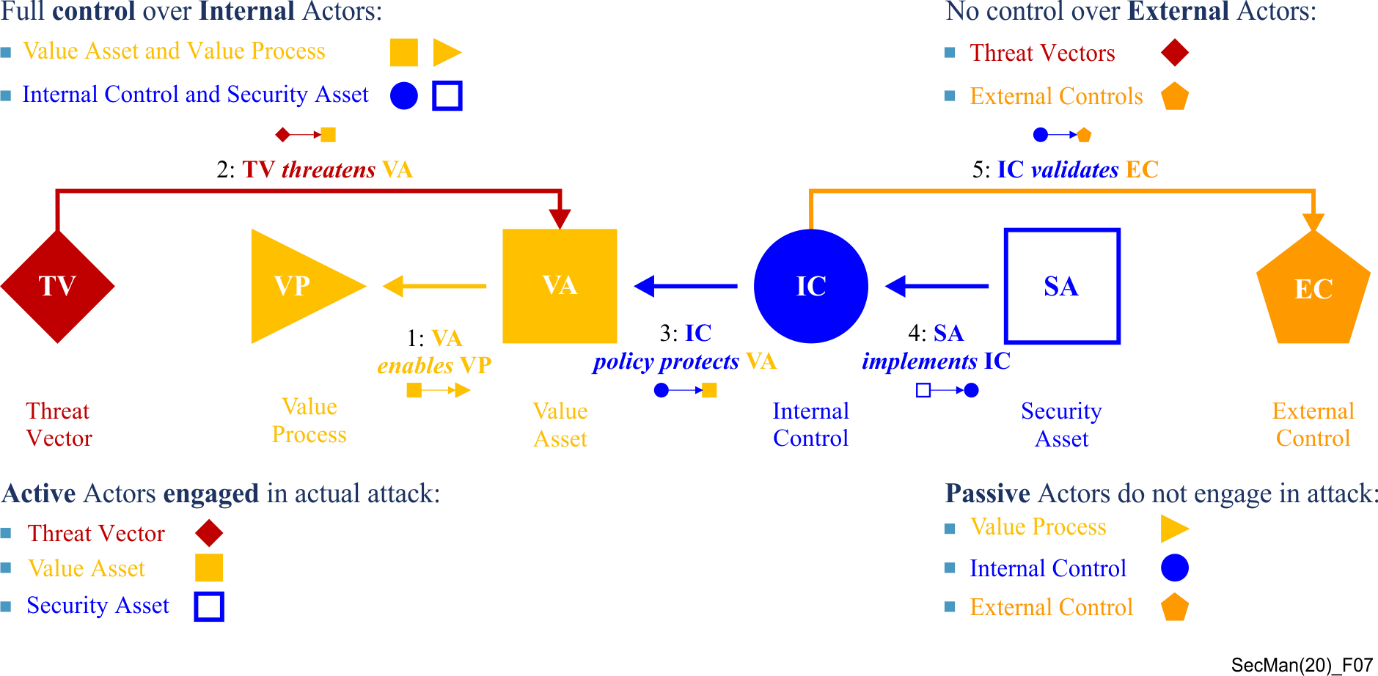 Full control over Internal Actors:
Value Asset and Value Process
Internal Control and Security Asset
No control over External Actors:
Threat Vectors
External Controls
2: TV threatens VA
5: IC validates EC
TV
VP
VA
IC
SA
EC
1: VA
enables VP
3: IC
policy protects VA
4: SA
implements IC
Threat
Vector
Value
Process
Value
Asset
Internal
Control
Security
Asset
External
Control
Active Actors engaged in actual attack:
Threat Vector
Value Asset
Security Asset
Passive Actors do not engage in attack:
Value Process
Internal Control
External Control
SecMan(20)_F07